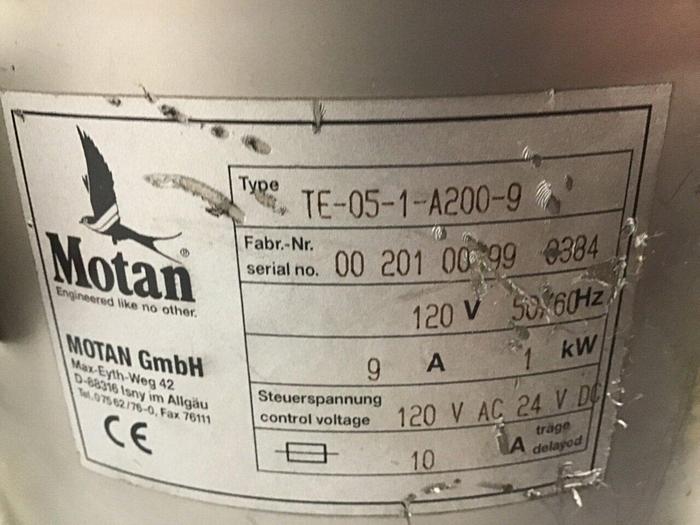 Motan®
Engineered like no other.
MOTAN GmbH
Max-Eyth-Weg 42
D-88316 Isny im Allgäu
Tel. 07562/76-0, Fax 76111
CE
Type TE-05-1-A200-9
Fabr.-Nr.
serial no. 00 201 00 99 0384
120 V 50/60Hz
9 A 1 kW
Steuerspannung
control voltage 120 V AC 24 V DC
10 A träge
delayed